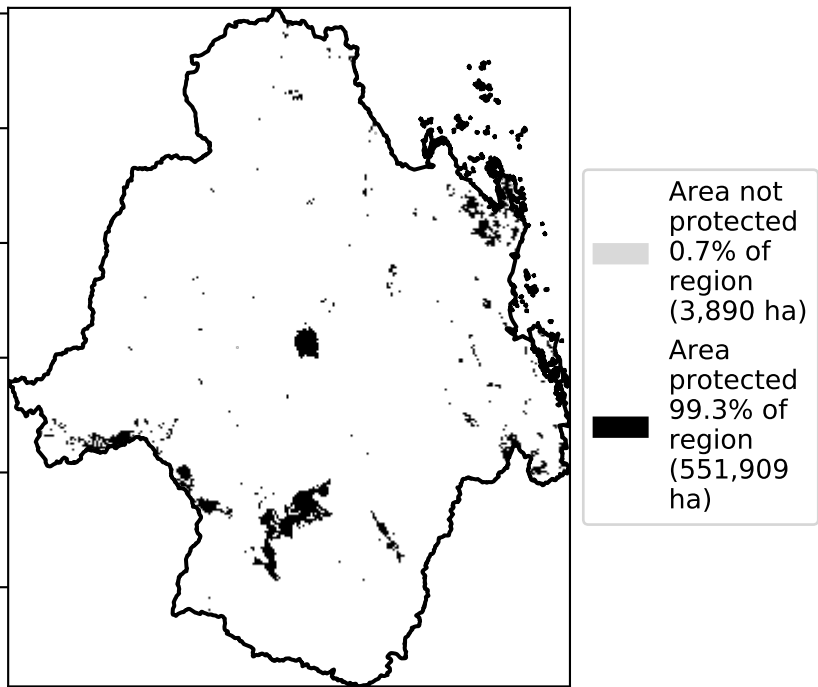 Area not
protected
0.7% of
region
(3,890 ha)
Area
protected
99.3% of
region
(551,909
ha)